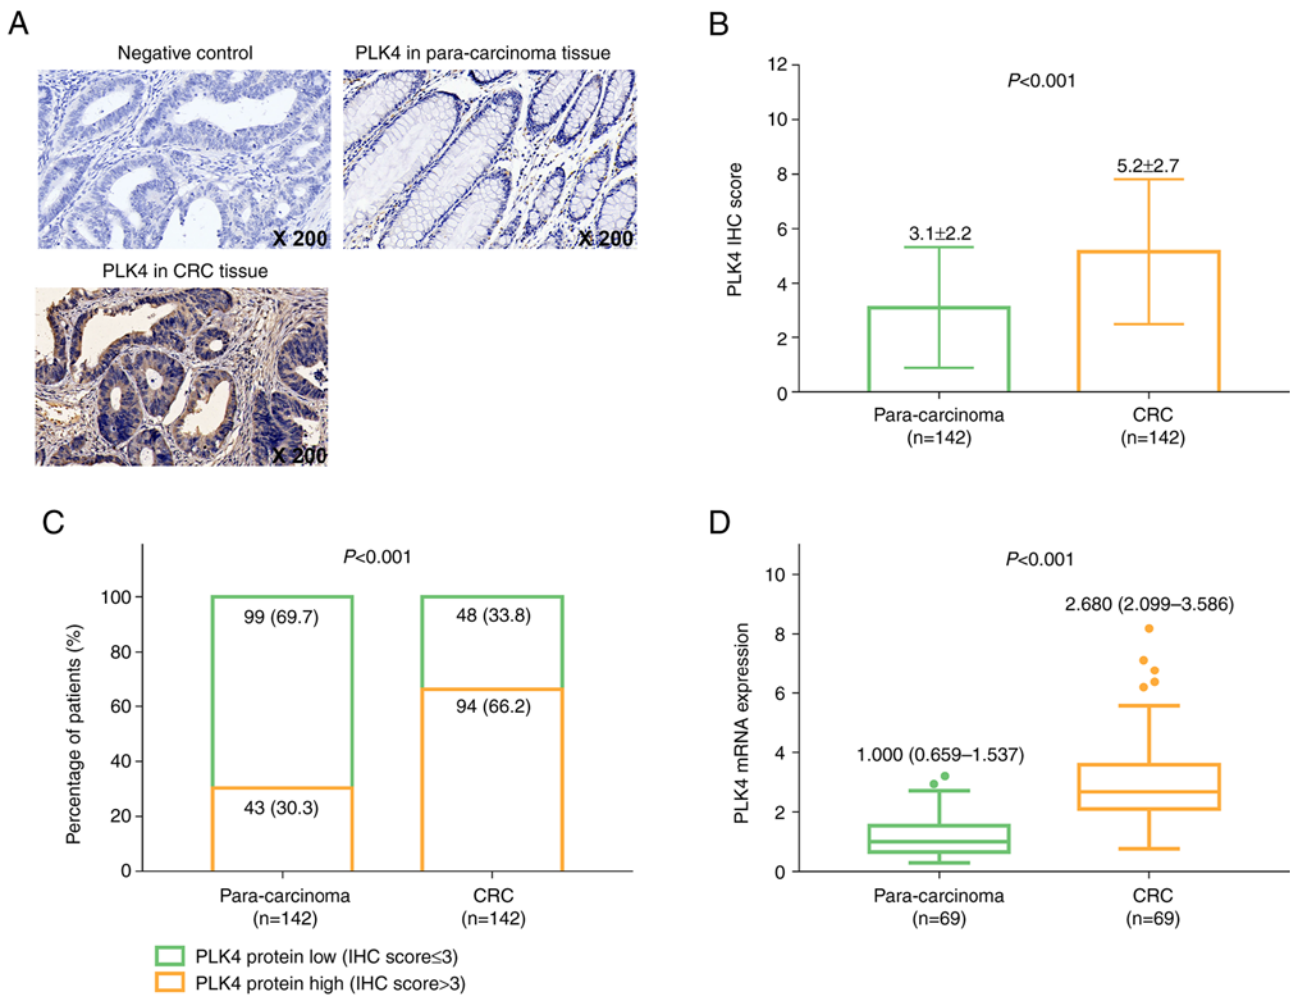 A
Negative control
PLK4 in para-carcinoma tissue
X 200
X 200
PLK4 in CRC tissue
X 200
B
P<0.001
PLK4 IHC score
12
10
8
6
4
2
0
3.1±2.2
5.2±2.7
Para-carcinoma
(n=142)
CRC
(n=142)
C
P<0.001
Percentage of patients (%)
100
80
60
40
20
0
99 (69.7)
43 (30.3)
48 (33.8)
94 (66.2)
Para-carcinoma
(n=142)
CRC
(n=142)
PLK4 protein low (IHC score≤3)
PLK4 protein high (IHC score>3)
D
P<0.001
PLK4 mRNA expression
10
8
6
4
2
0
1.000 (0.659–1.537)
2.680 (2.099–3.586)
Para-carcinoma
(n=69)
CRC
(n=69)